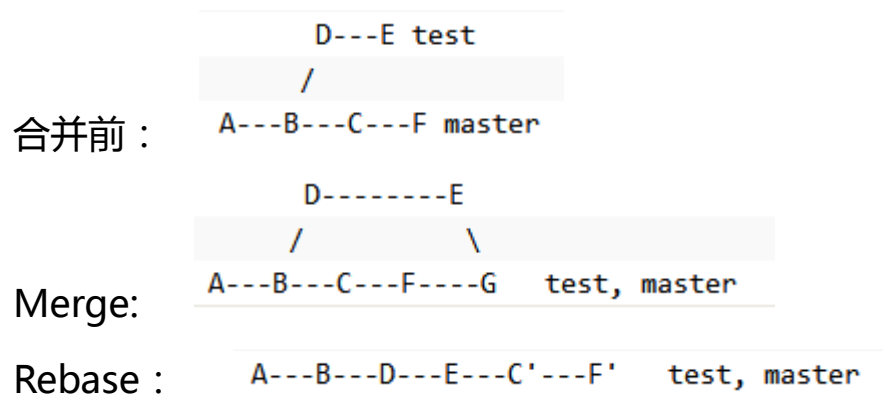 D---E test
/
合并前： A---B---C---F master
D--------E
/ \
Merge: A---B---C---F----G test, master
Rebase： A---B---D---E---C'---F' test, master